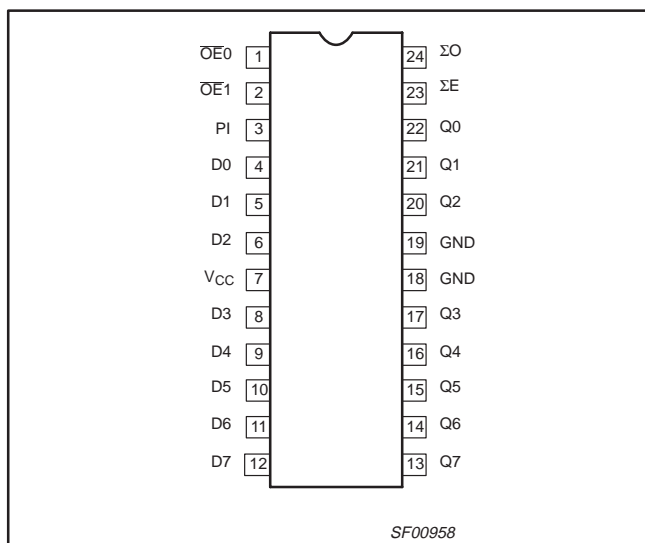 O̅E̅0 1 24 ΣO
O̅E̅1 2 23 ΣE
PI 3 22 Q0
D0 4 21 Q1
D1 5 20 Q2
D2 6 19 GND
VCC 7 18 GND
D3 8 17 Q3
D4 9 16 Q4
D5 10 15 Q5
D6 11 14 Q6
D7 12 13 Q7
SF00958